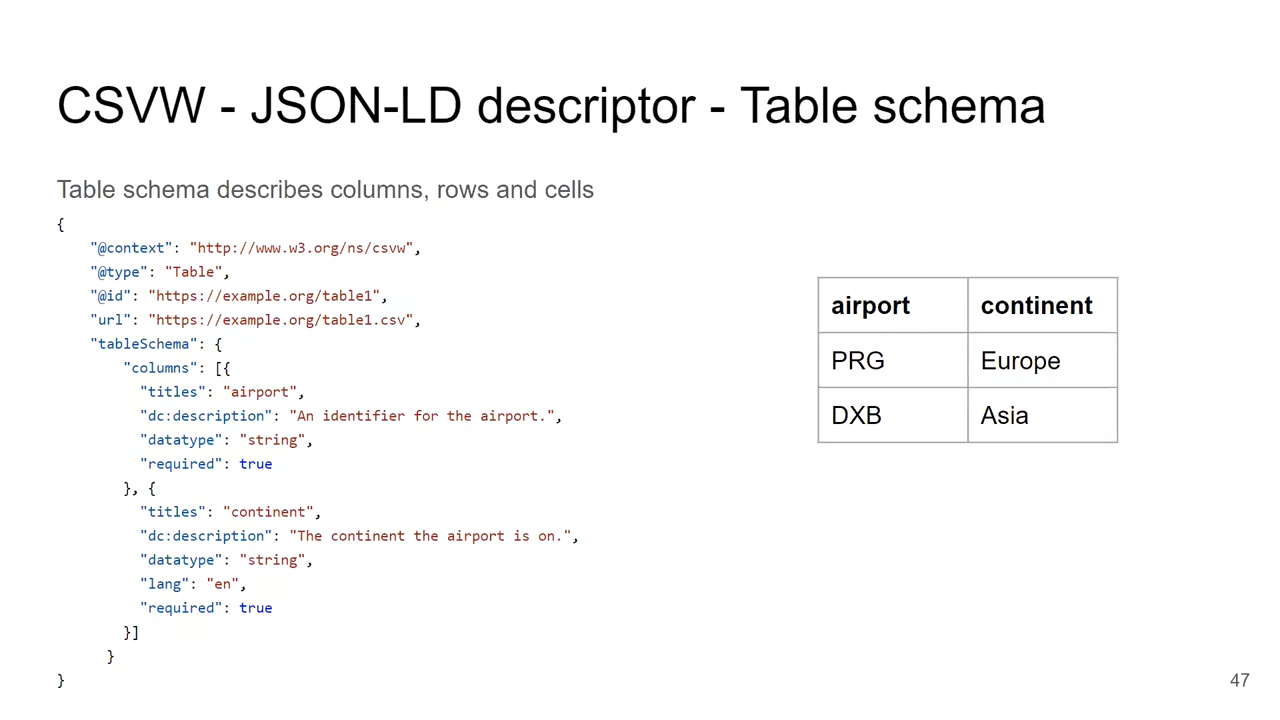 CSVW - JSON-LD descriptor - Table schema
Table schema describes columns, rows and cells
{
"@context": "http://www.w3.org/ns/csvw",
"@type": "Table",
"@id": "https://example.org/table1",
"url": "https://example.org/table1.csv",
"tableSchema": {
"columns": [{
"titles": "airport",
"dc:description": "An identifier for the airport.",
"datatype": "string",
"required": true
}, {
"titles": "continent",
"dc:description": "The continent the airport is on.",
"datatype": "string",
"lang": "en",
"required": true
}]
}
}
airport continent
PRG Europe
DXB Asia
47